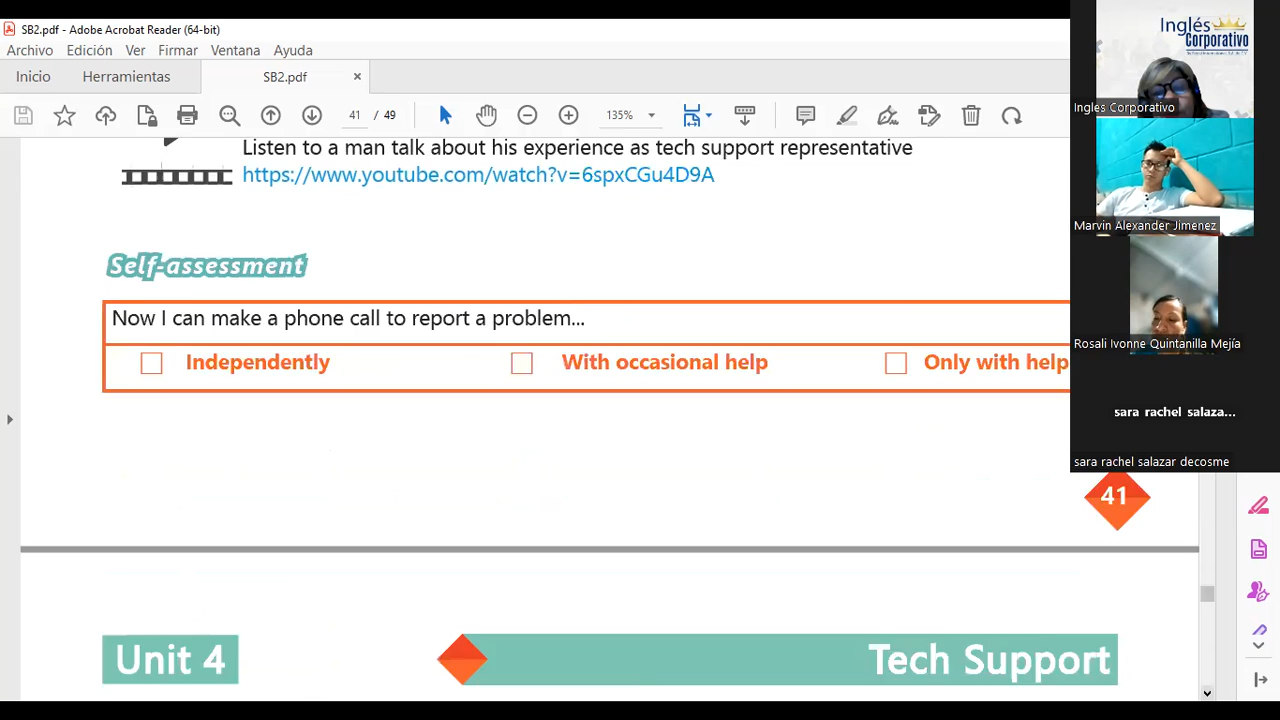 SB2.pdf - Adobe Acrobat Reader (64-bit)
Archivo Edición Ver Firmar Ventana Ayuda
Inicio Herramientas SB2.pdf ×
41 / 49 135%
Listen to a man talk about his experience as tech support representative
https://www.youtube.com/watch?v=6spxCGu4D9A
Self-assessment
Now I can make a phone call to report a problem...
Independently With occasional help Only with help
41
Unit 4 Tech Support
Inglés
Corporativo
Ingles Corporativo
Marvin Alexander Jimenez
Rosali Ivonne Quintanilla Mejía
sara rachel salaza...
sara rachel salazar decosme